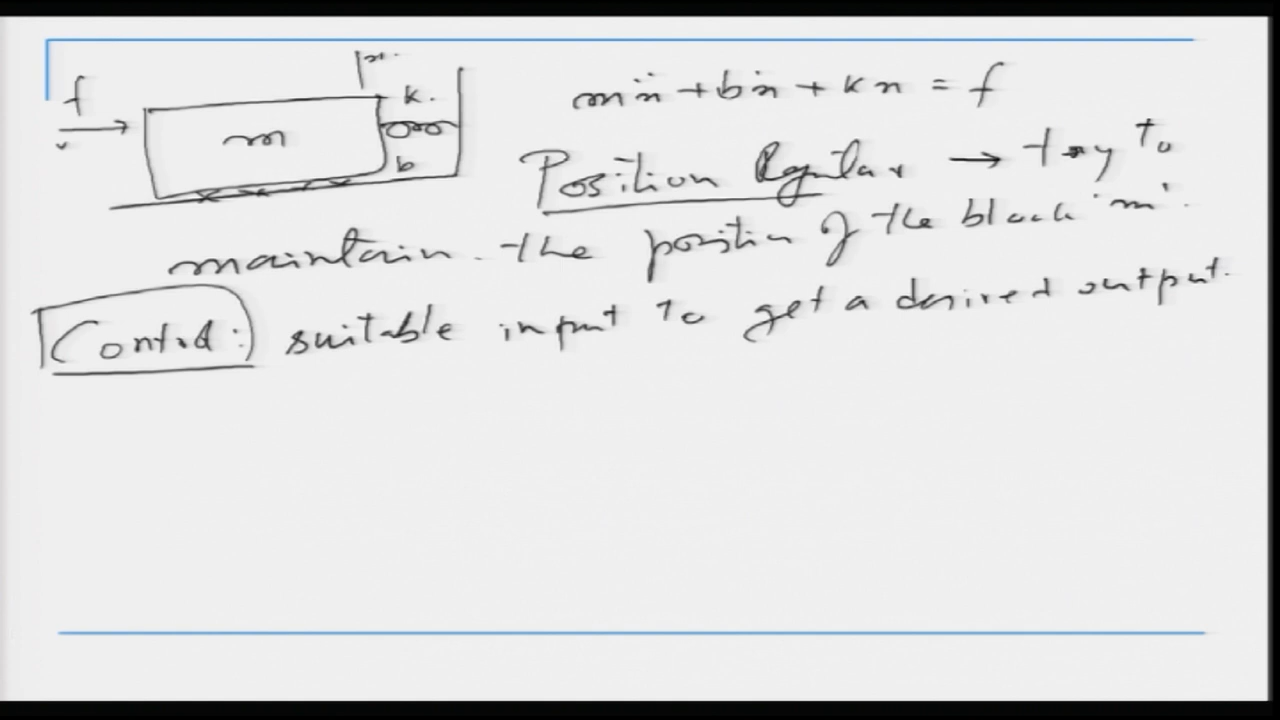 x.
f
k.
m
b
mẍ + bẋ + kx = f
Position Regular → try to
maintain the position of the block 'm'.
Control: suitable input to get a desired output.